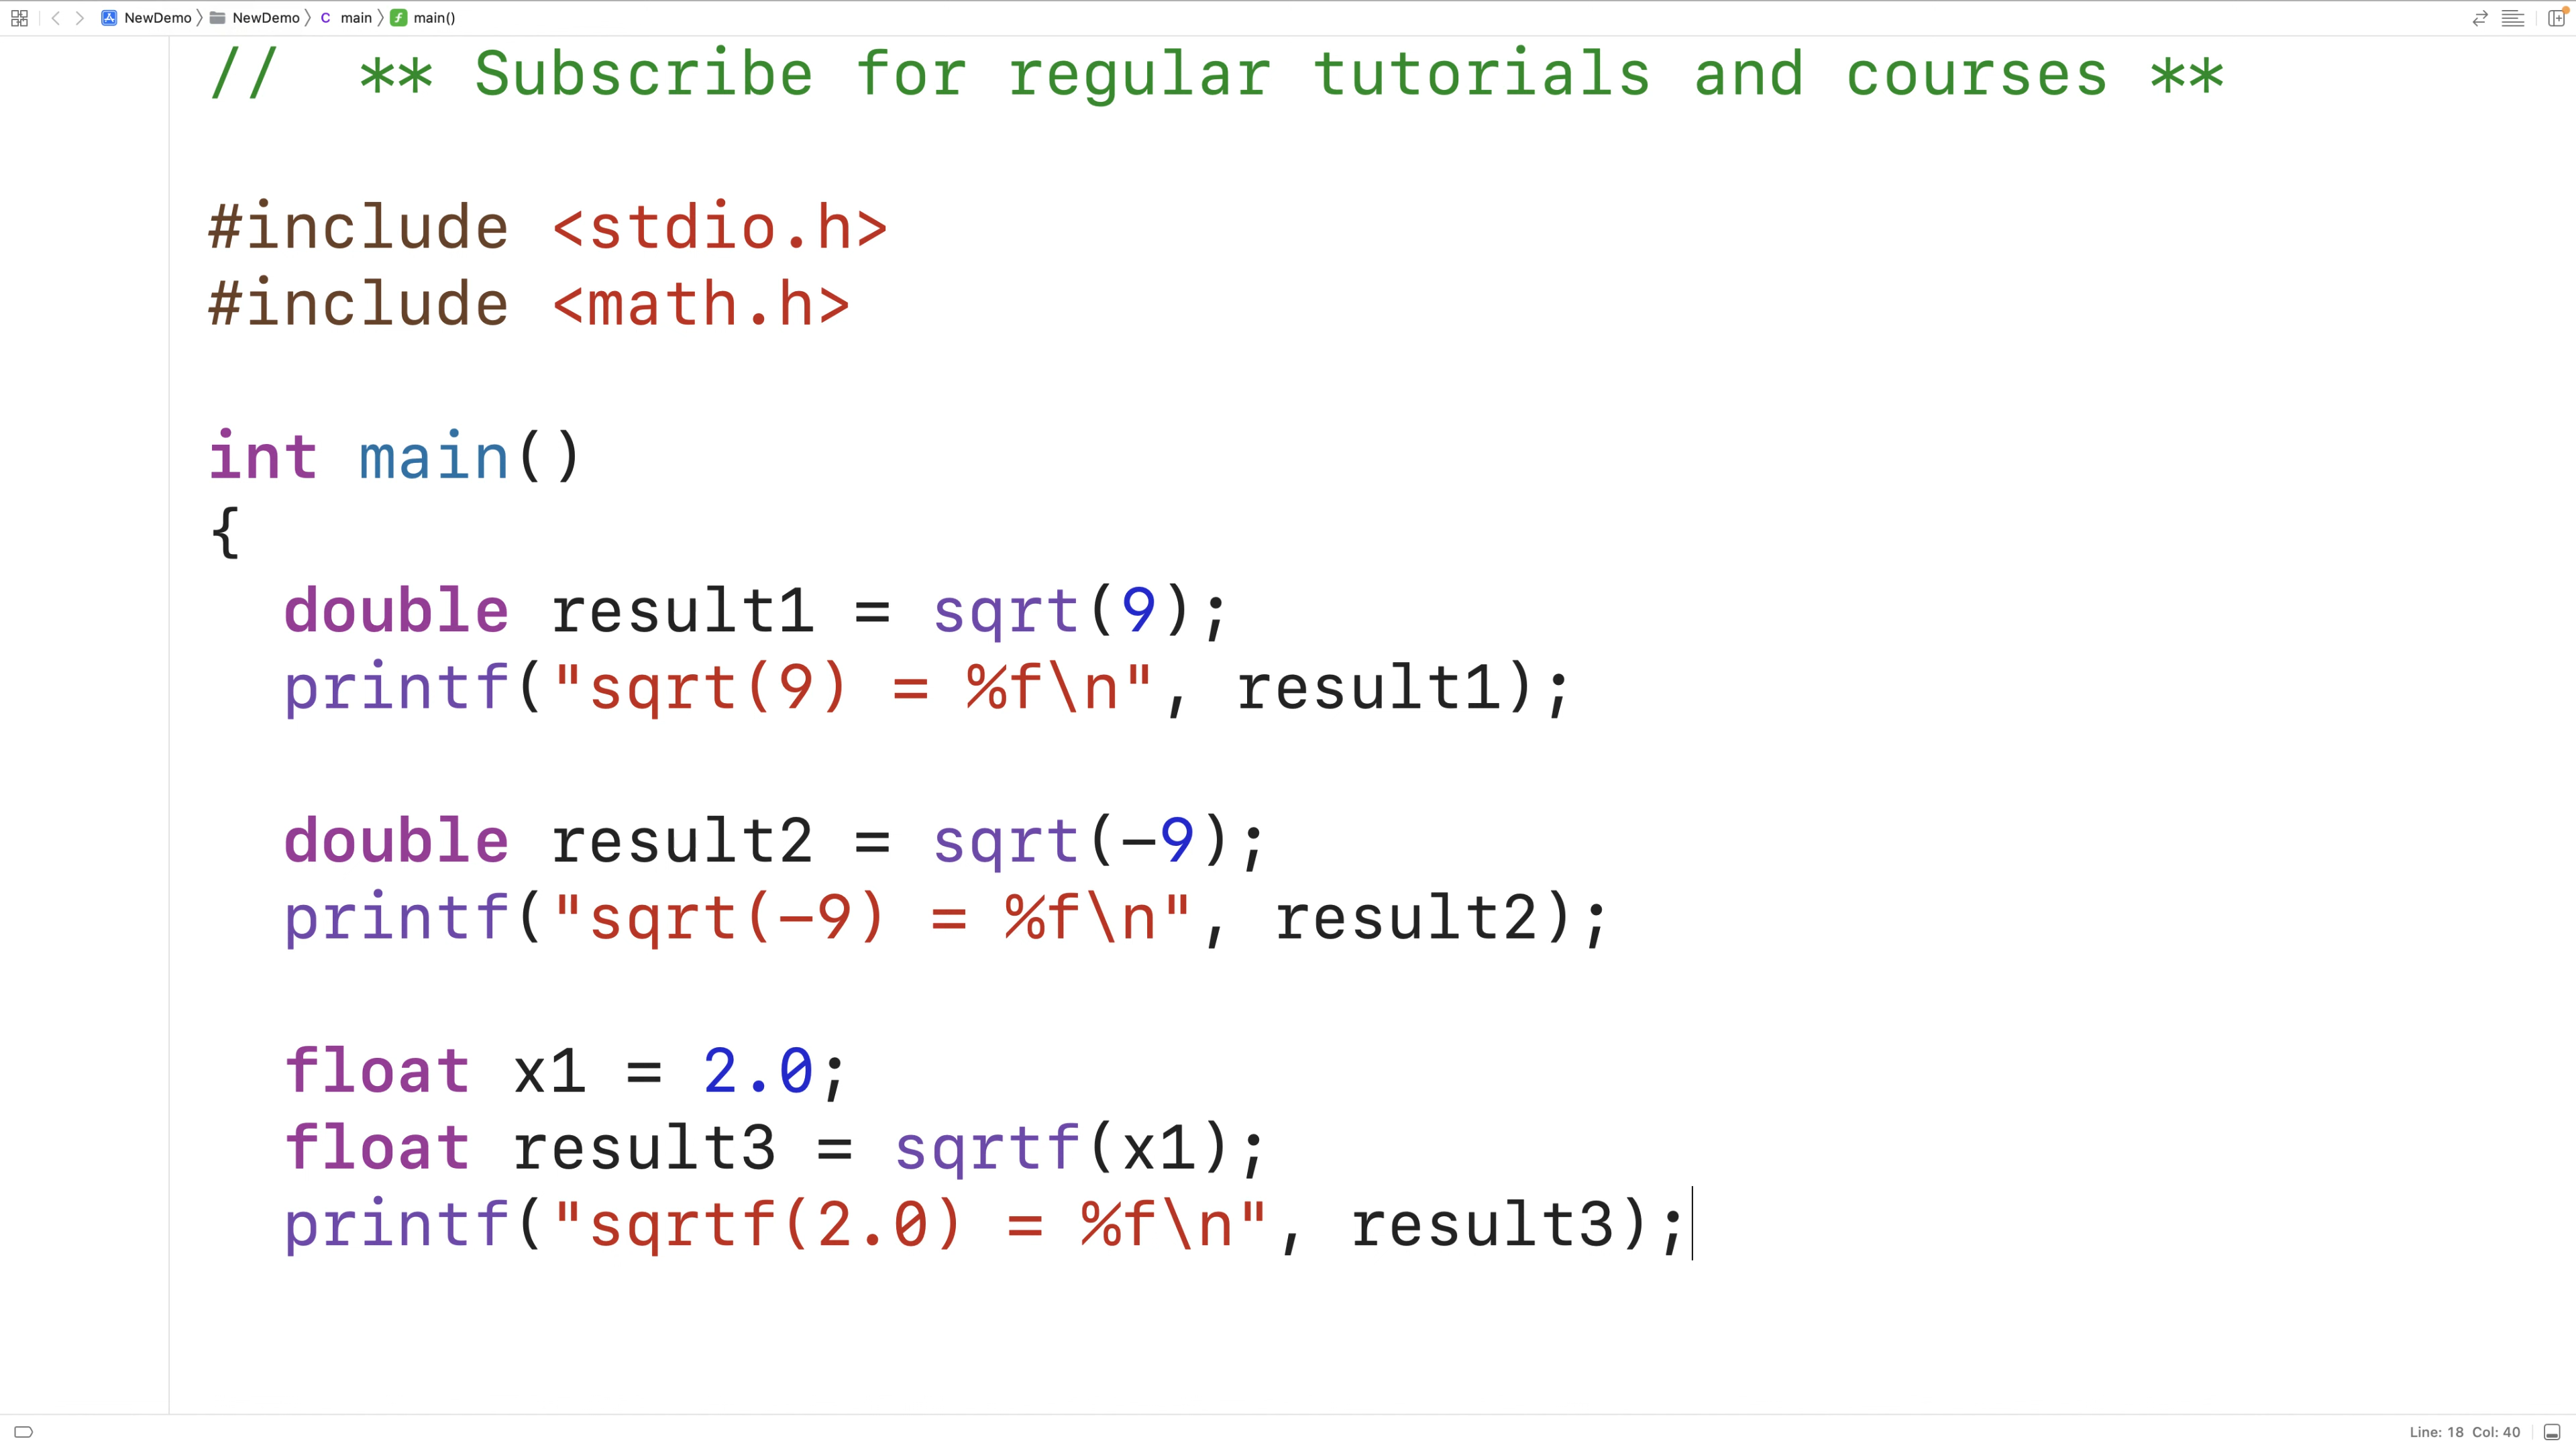 NewDemo NewDemo C main f main()
//  ** Subscribe for regular tutorials and courses **
#include <stdio.h>
#include <math.h>
int main()
{
  double result1 = sqrt(9);
  printf("sqrt(9) = %f\n", result1);
  double result2 = sqrt(-9);
  printf("sqrt(-9) = %f\n", result2);
  float x1 = 2.0;
  float result3 = sqrtf(x1);
  printf("sqrtf(2.0) = %f\n", result3);
Line: 18 Col: 40